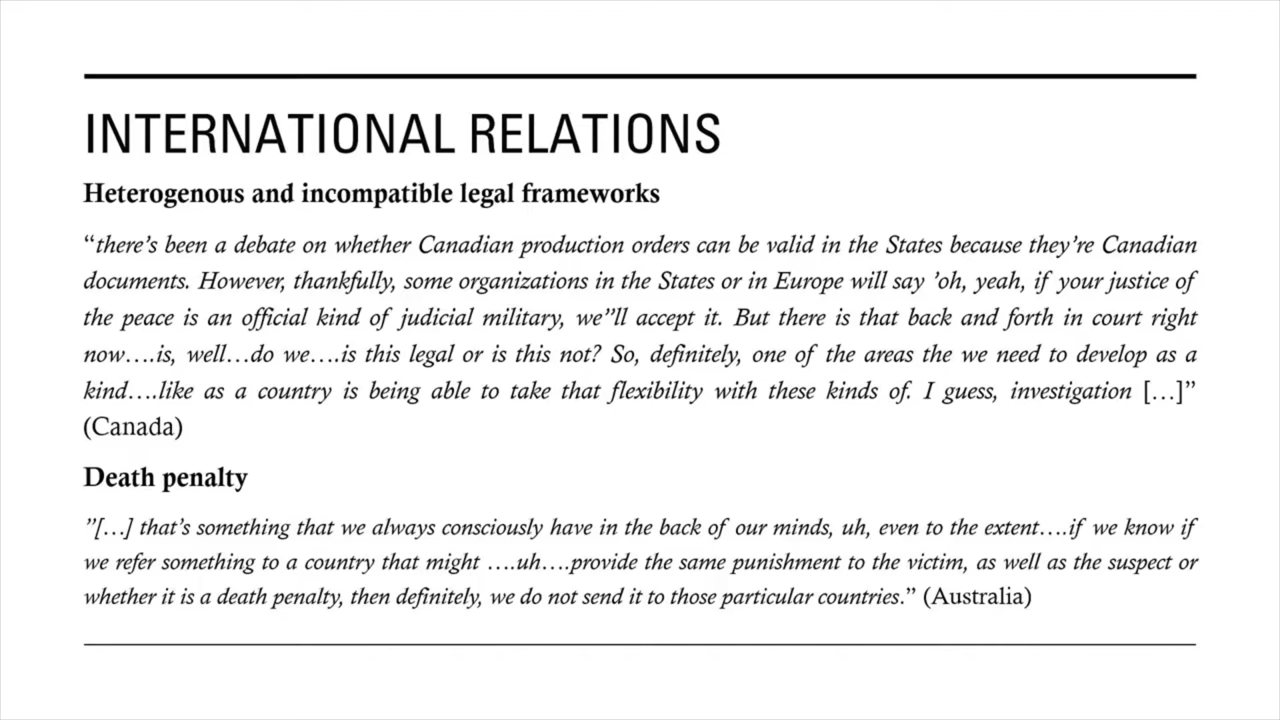 INTERNATIONAL RELATIONS
Heterogenous and incompatible legal frameworks
“there’s been a debate on whether Canadian production orders can be valid in the States because they’re Canadian
documents. However, thankfully, some organizations in the States or in Europe will say ’oh, yeah, if your justice of
the peace is an official kind of judicial military, we”ll accept it. But there is that back and forth in court right
now….is, well…do we….is this legal or is this not? So, definitely, one of the areas the we need to develop as a
kind….like as a country is being able to take that flexibility with these kinds of. I guess, investigation […]”
(Canada)
Death penalty
”[…] that’s something that we always consciously have in the back of our minds, uh, even to the extent….if we know if
we refer something to a country that might ….uh….provide the same punishment to the victim, as well as the suspect or
whether it is a death penalty, then definitely, we do not send it to those particular countries.” (Australia)